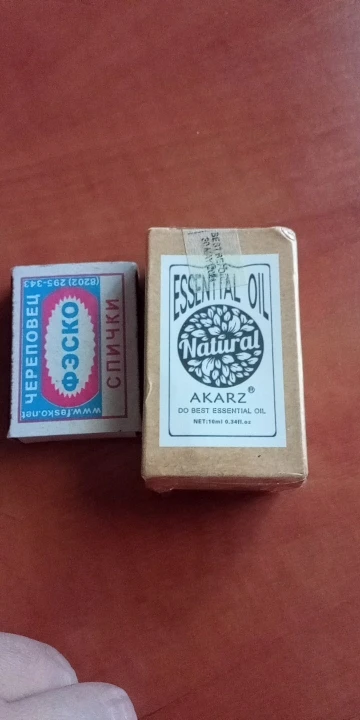 (8202) 295-343
ЧЕРЕПОВЕЦ
ФЭСКО
СПИЧКИ
www.fesko.net
ESSENTIAL OIL
Natural
AKARZ®
DO BEST ESSENTIAL OIL
NET:10ml 0.34fl.oz